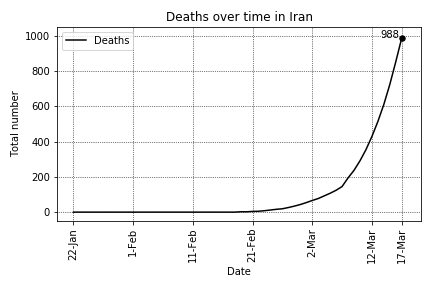 Deaths over time in Iran
Deaths
988
Total number
1000
800
600
400
200
0
22-Jan
1-Feb
11-Feb
21-Feb
2-Mar
12-Mar
17-Mar
Date